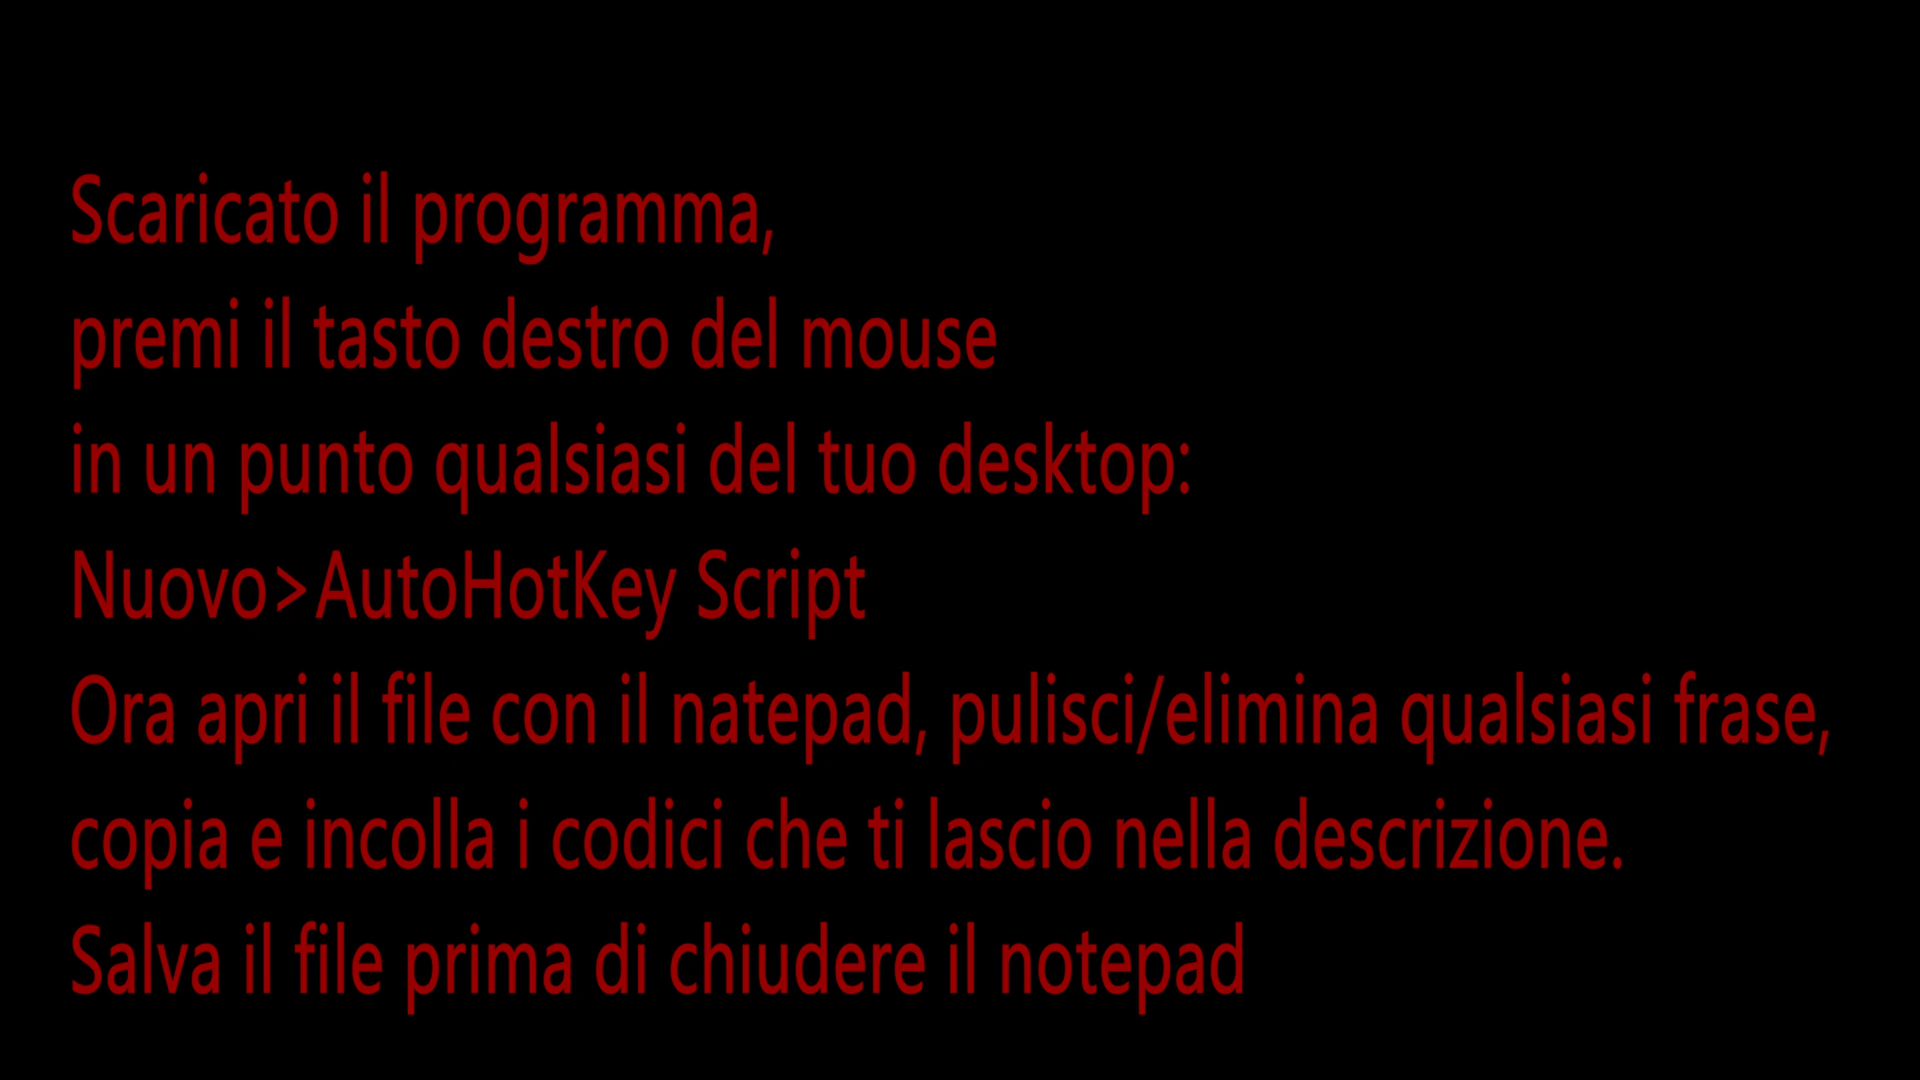 Scaricato il programma,
premi il tasto destro del mouse
in un punto qualsiasi del tuo desktop:
Nuovo>AutoHotKey Script
Ora apri il file con il natepad, pulisci/elimina qualsiasi frase,
copia e incolla i codici che ti lascio nella descrizione.
Salva il file prima di chiudere il notepad